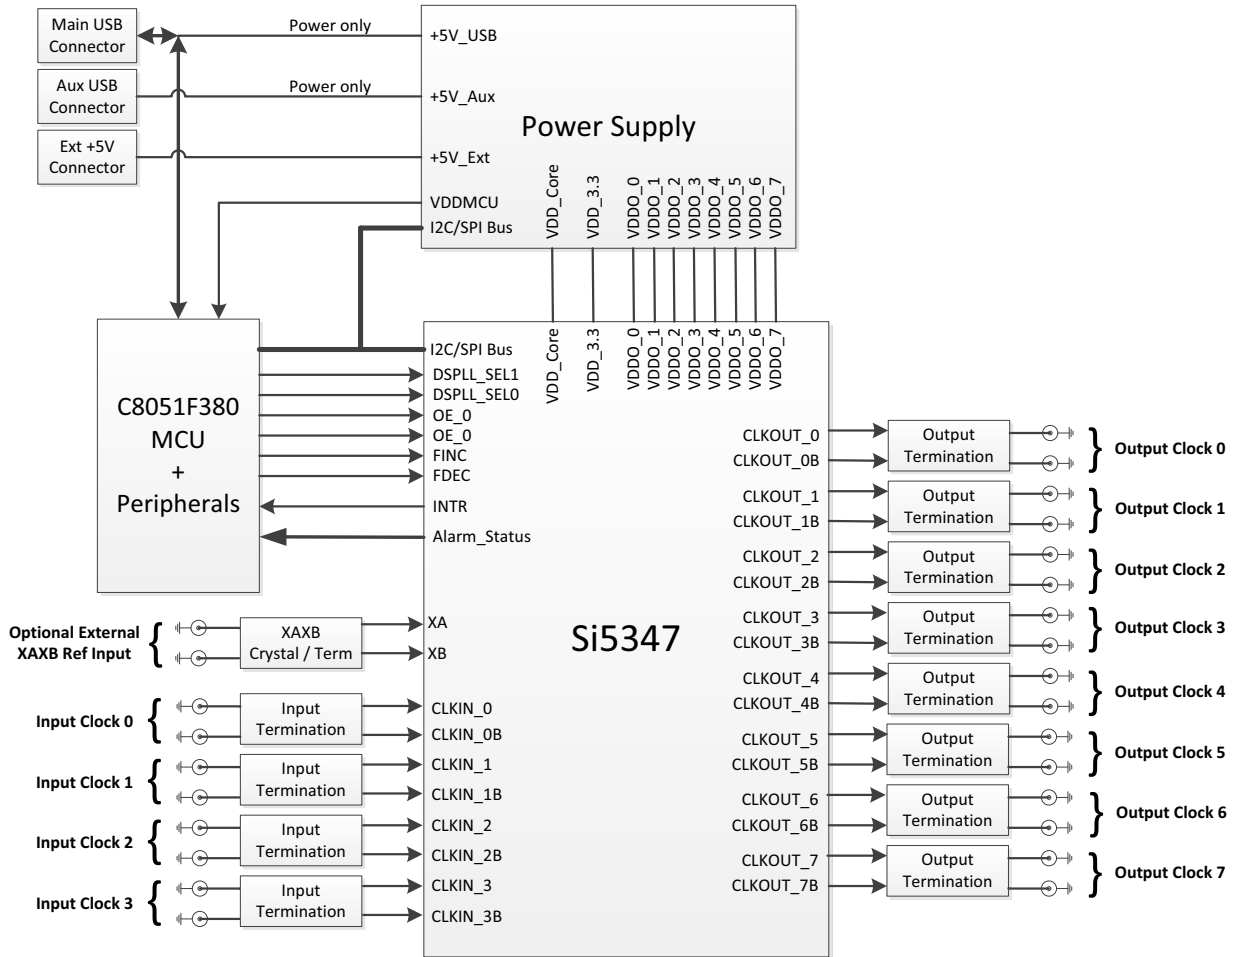 Main USB
Connector
Power only
+5V_USB
Aux USB
Connector
Power only
+5V_Aux
Ext +5V
Connector
+5V_Ext
Power Supply
VDDMCU
I2C/SPI Bus
VDD_Core
VDD_3.3
VDDO_0
VDDO_1
VDDO_2
VDDO_3
VDDO_4
VDDO_5
VDDO_6
VDDO_7
C8051F380
MCU
+
Peripherals
I2C/SPI Bus
DSPLL_SEL1
DSPLL_SEL0
OE_0
OE_0
FINC
FDEC
INTR
Alarm_Status
VDD_Core
VDD_3.3
VDDO_0
VDDO_1
VDDO_2
VDDO_3
VDDO_4
VDDO_5
VDDO_6
VDDO_7
Si5347
Optional External
XAXB Ref Input
XAXB
Crystal / Term
XA
XB
Input Clock 0
Input
Termination
CLKIN_0
CLKIN_0B
Input Clock 1
Input
Termination
CLKIN_1
CLKIN_1B
Input Clock 2
Input
Termination
CLKIN_2
CLKIN_2B
Input Clock 3
Input
Termination
CLKIN_3
CLKIN_3B
CLKOUT_0
CLKOUT_0B
Output
Termination
Output Clock 0
CLKOUT_1
CLKOUT_1B
Output
Termination
Output Clock 1
CLKOUT_2
CLKOUT_2B
Output
Termination
Output Clock 2
CLKOUT_3
CLKOUT_3B
Output
Termination
Output Clock 3
CLKOUT_4
CLKOUT_4B
Output
Termination
Output Clock 4
CLKOUT_5
CLKOUT_5B
Output
Termination
Output Clock 5
CLKOUT_6
CLKOUT_6B
Output
Termination
Output Clock 6
CLKOUT_7
CLKOUT_7B
Output
Termination
Output Clock 7